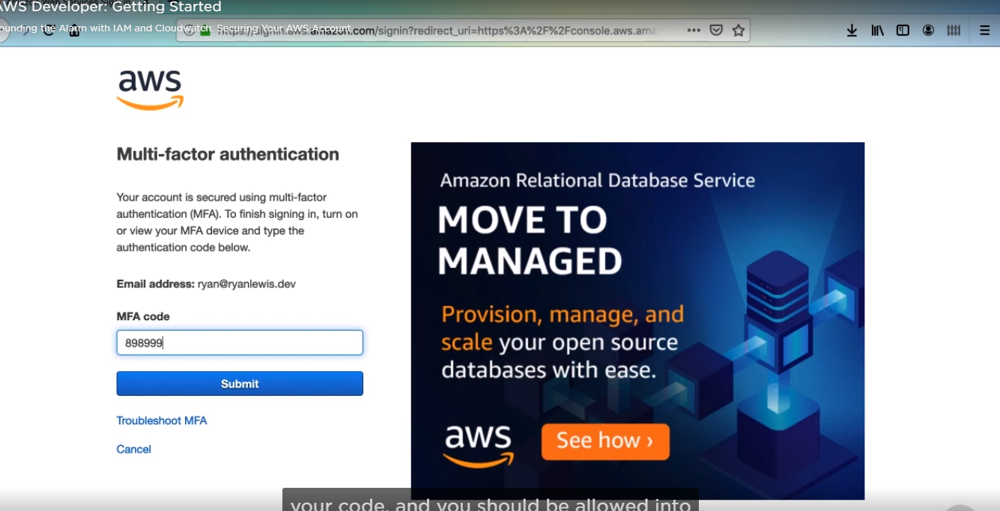 AWS Developer: Getting Started
ounding the Alarm with IAM and Cloudwatch: Securing Your AWS Account
https://signin.aws.amazon.com/signin?redirect_uri=https%3A%2F%2Fconsole.aws.ama
aws
Multi-factor authentication
Your account is secured using multi-factor
authentication (MFA). To finish signing in, turn on
or view your MFA device and type the
authentication code below.
Email address: ryan@ryanlewis.dev
MFA code
898999
Submit
Troubleshoot MFA
Cancel
Amazon Relational Database Service
MOVE TO
MANAGED
Provision, manage, and
scale your open source
databases with ease.
aws
See how ›
your code, and you should be allowed into